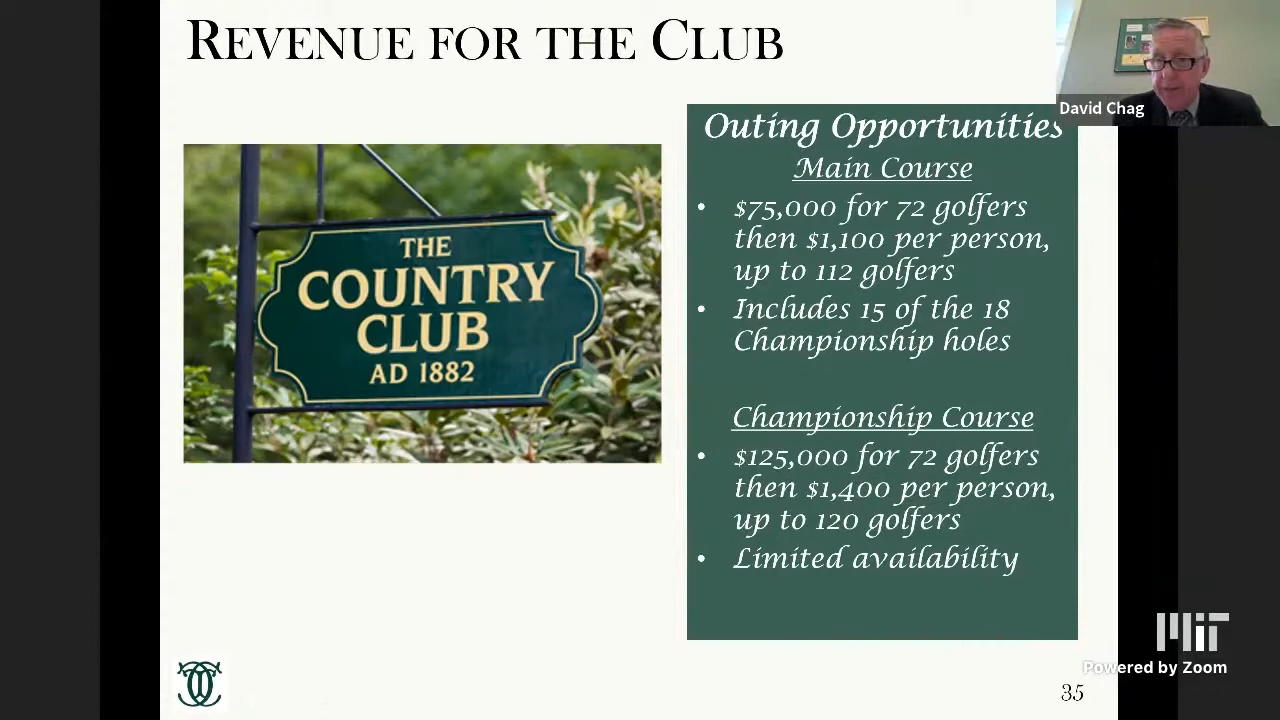 REVENUE FOR THE CLUB
David Chag
THE
COUNTRY
CLUB
AD 1882
Outing Opportunities
Main Course
• $75,000 for 72 golfers
then $1,100 per person,
up to 112 golfers
• Includes 15 of the 18
Championship holes
Championship Course
• $125,000 for 72 golfers
then $1,400 per person,
up to 120 golfers
• Limited availability
MIT
Powered by Zoom
35